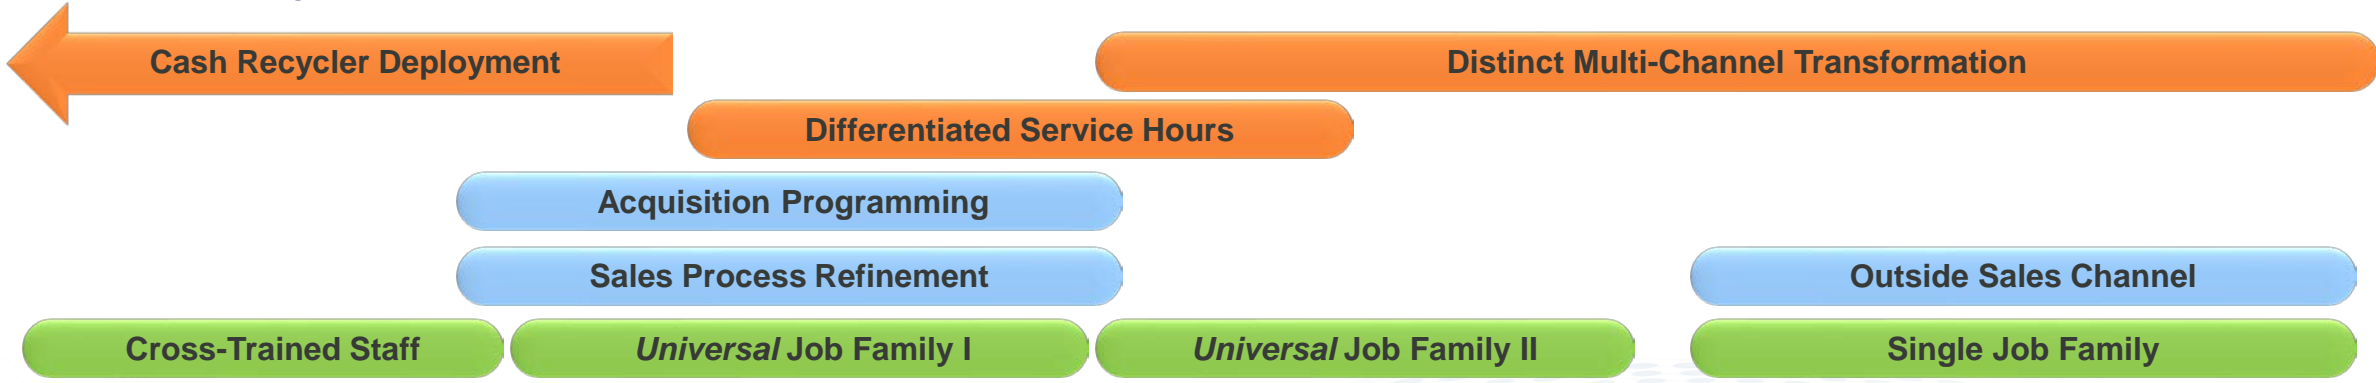 Cash Recycler Deployment
Distinct Multi-Channel Transformation
Differentiated Service Hours
Acquisition Programming
Sales Process Refinement
Outside Sales Channel
Cross-Trained Staff
Universal Job Family I
Universal Job Family II
Single Job Family